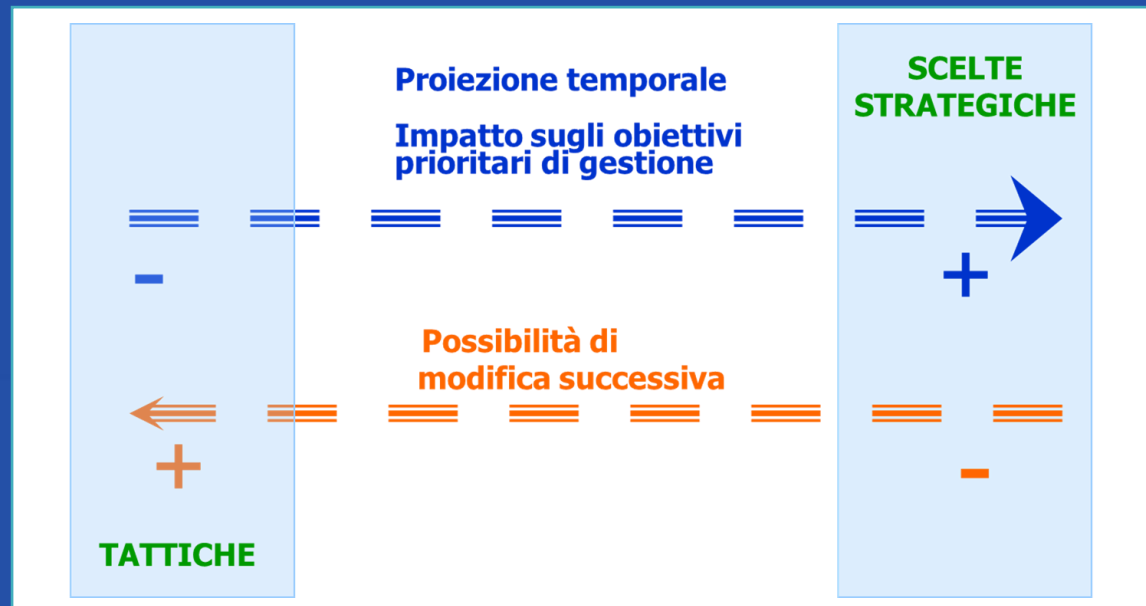 Proiezione temporale
Impatto sugli obiettivi
prioritari di gestione
SCELTE
STRATEGICHE
-
+
Possibilità di
modifica successiva
+
-
TATTICHE